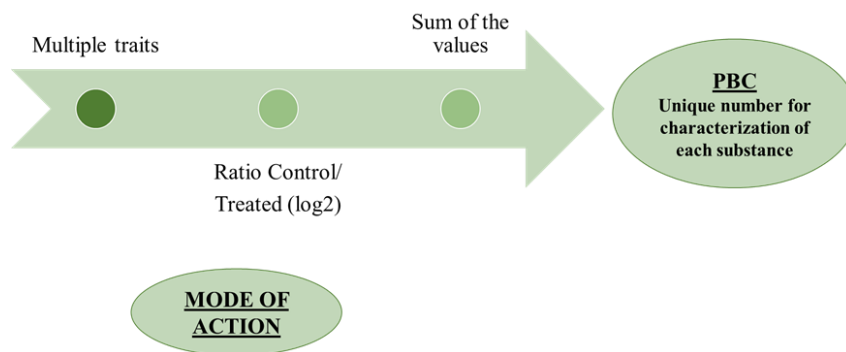 Multiple traits
Sum of the
values
Ratio Control/
Treated (log2)
PBC
Unique number for
characterization of
each substance
MODE OF
ACTION